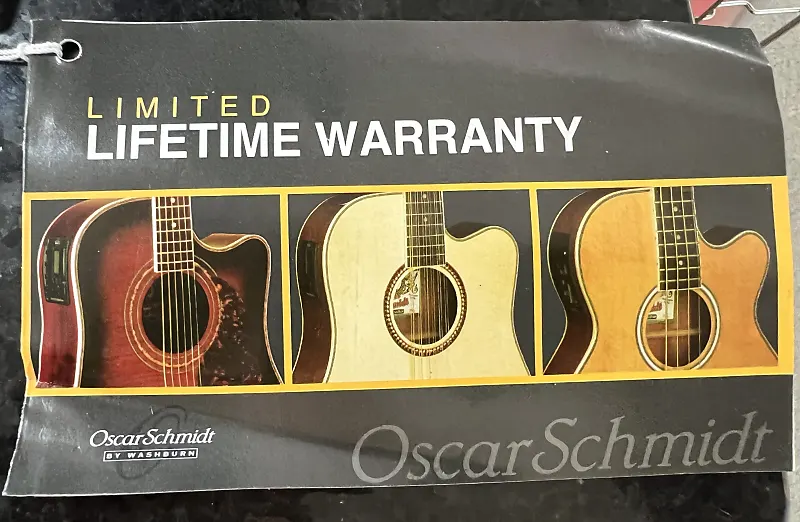 LIMITED
LIFETIME WARRANTY
OscarSchmidt
BY WASHBURN
OscarSchmidt